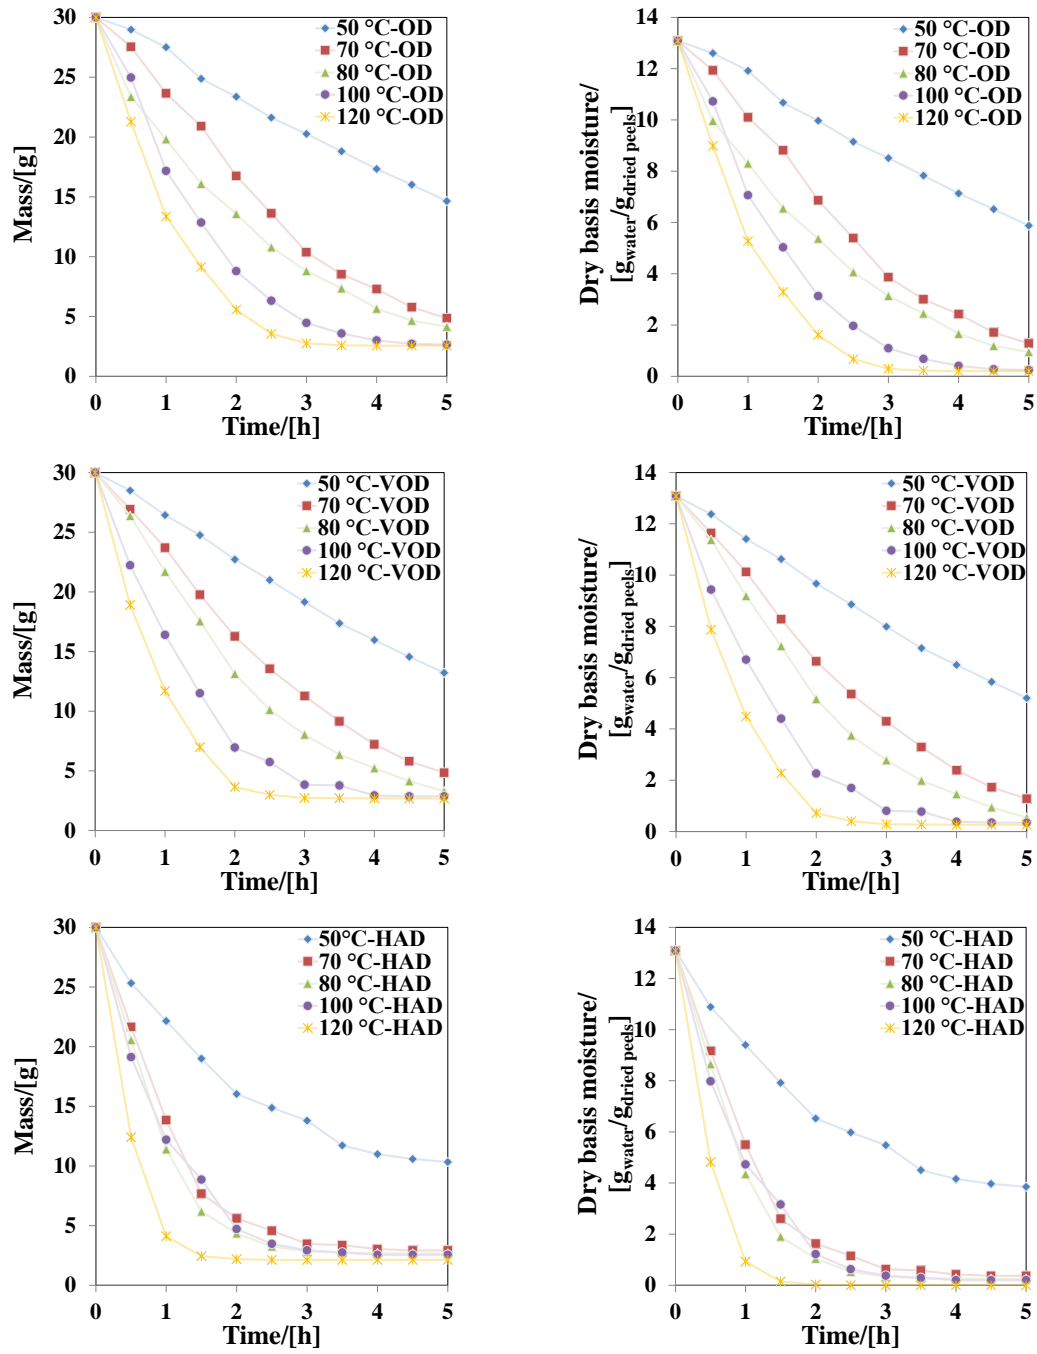 30
25
20
15
10
5
0
Mass/[g]
50 °C-OD
70 °C-OD
80 °C-OD
100 °C-OD
120 °C-OD
0 1 2 3 4 5
Time/[h]
14
12
10
8
6
4
2
0
Dry basis moisture/
[g_water/g_dried peels]
50 °C-OD
70 °C-OD
80 °C-OD
100 °C-OD
120 °C-OD
0 1 2 3 4 5
Time/[h]
30
25
20
15
10
5
0
Mass/[g]
50 °C-VOD
70 °C-VOD
80 °C-VOD
100 °C-VOD
120 °C-VOD
0 1 2 3 4 5
Time/[h]
14
12
10
8
6
4
2
0
Dry basis moisture/
[g_water/g_dried peels]
50 °C-VOD
70 °C-VOD
80 °C-VOD
100 °C-VOD
120 °C-VOD
0 1 2 3 4 5
Time/[h]
30
25
20
15
10
5
0
Mass/[g]
50°C-HAD
70 °C-HAD
80 °C-HAD
100 °C-HAD
120 °C-HAD
0 1 2 3 4 5
Time/[h]
14
12
10
8
6
4
2
0
Dry basis moisture/
[g_water/g_dried peels]
50 °C-HAD
70 °C-HAD
80 °C-HAD
100 °C-HAD
120 °C-HAD
0 1 2 3 4 5
Time/[h]